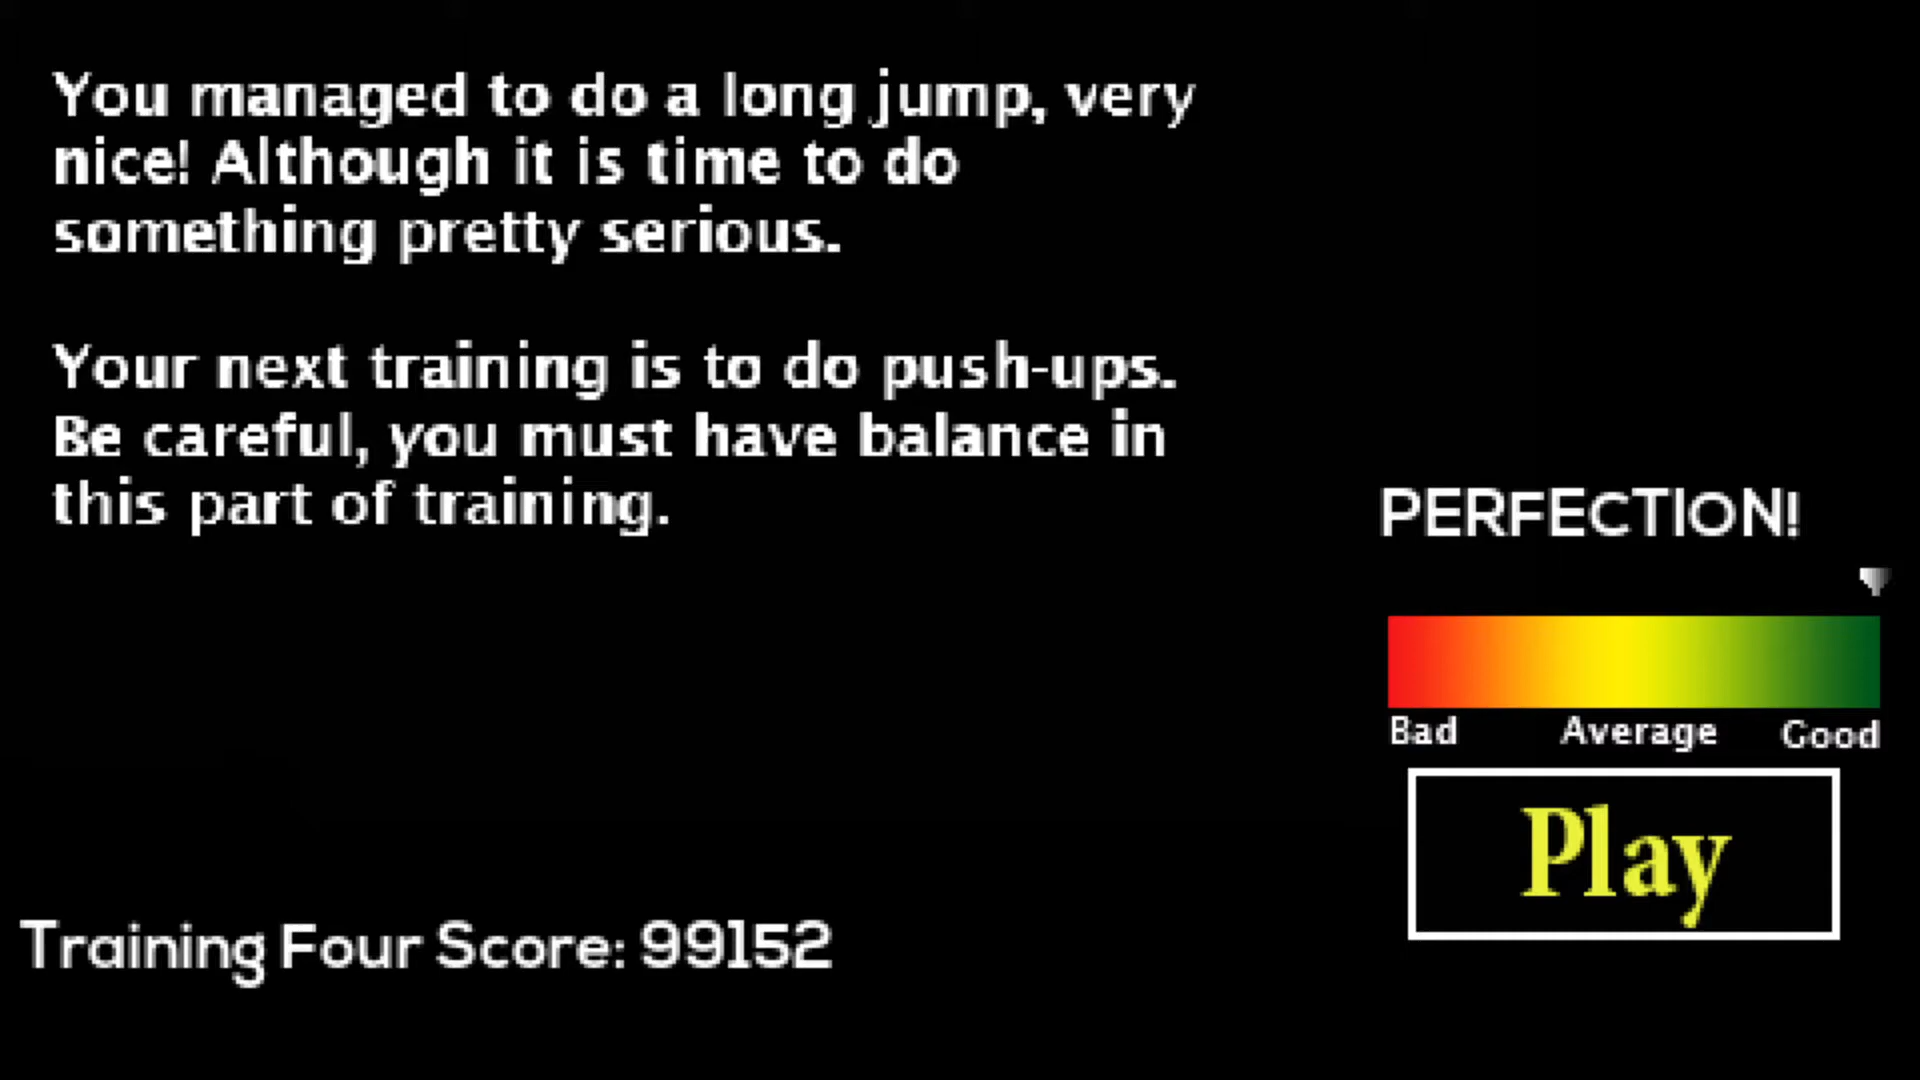 You managed to do a long jump, very
nice! Although it is time to do
something pretty serious.
Your next training is to do push-ups.
Be careful, you must have balance in
this part of training.
PERFECTION!
Bad Average Good
Play
Training Four Score: 99152